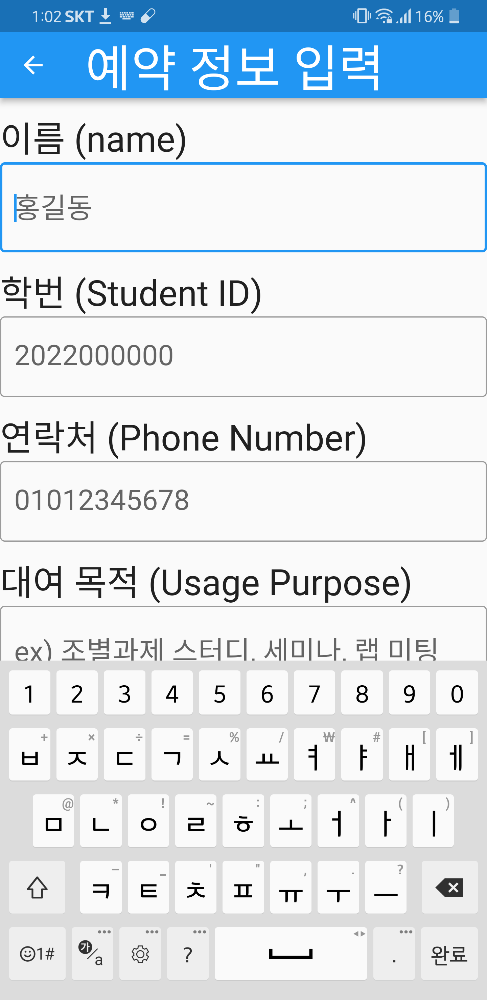 1:02 SKT 16%
예약 정보 입력
이름 (name)
홍길동
학번 (Student ID)
2022000000
연락처 (Phone Number)
01012345678
대여 목적 (Usage Purpose)
ex) 조별과제 스터디, 세미나, 랩 미팅
1 2 3 4 5 6 7 8 9 0
+ × ÷ = % / ₩ # [ ]
ㅂ ㅈ ㄷ ㄱ ㅅ ㅛ ㅕ ㅑ ㅐ ㅔ
@ * ! ~ : ; ^ ( )
ㅁ ㄴ ㅇ ㄹ ㅎ ㅗ ㅓ ㅏ ㅣ
– _ ' " , . ?
ㅋ ㅌ ㅊ ㅍ ㅠ ㅜ ㅡ
1# 가/a ? . 완료